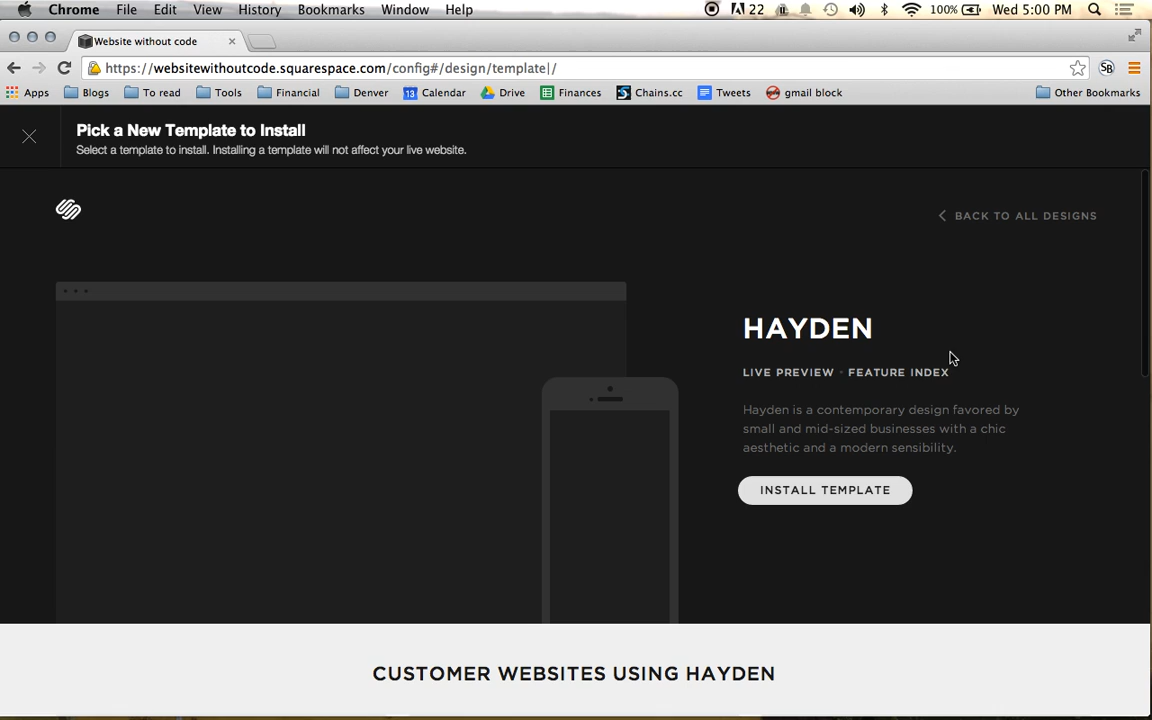 Chrome File Edit View History Bookmarks Window Help 22 100% Wed 5:00 PM
Website without code
https://websitewithoutcode.squarespace.com/config#/design/template|/
Apps Blogs To read Tools Financial Denver 13 Calendar Drive Finances Chains.cc Tweets gmail block Other Bookmarks
Pick a New Template to Install
Select a template to install. Installing a template will not affect your live website.
BACK TO ALL DESIGNS
HAYDEN
LIVE PREVIEW · FEATURE INDEX
Hayden is a contemporary design favored by
small and mid-sized businesses with a chic
aesthetic and a modern sensibility.
INSTALL TEMPLATE
CUSTOMER WEBSITES USING HAYDEN